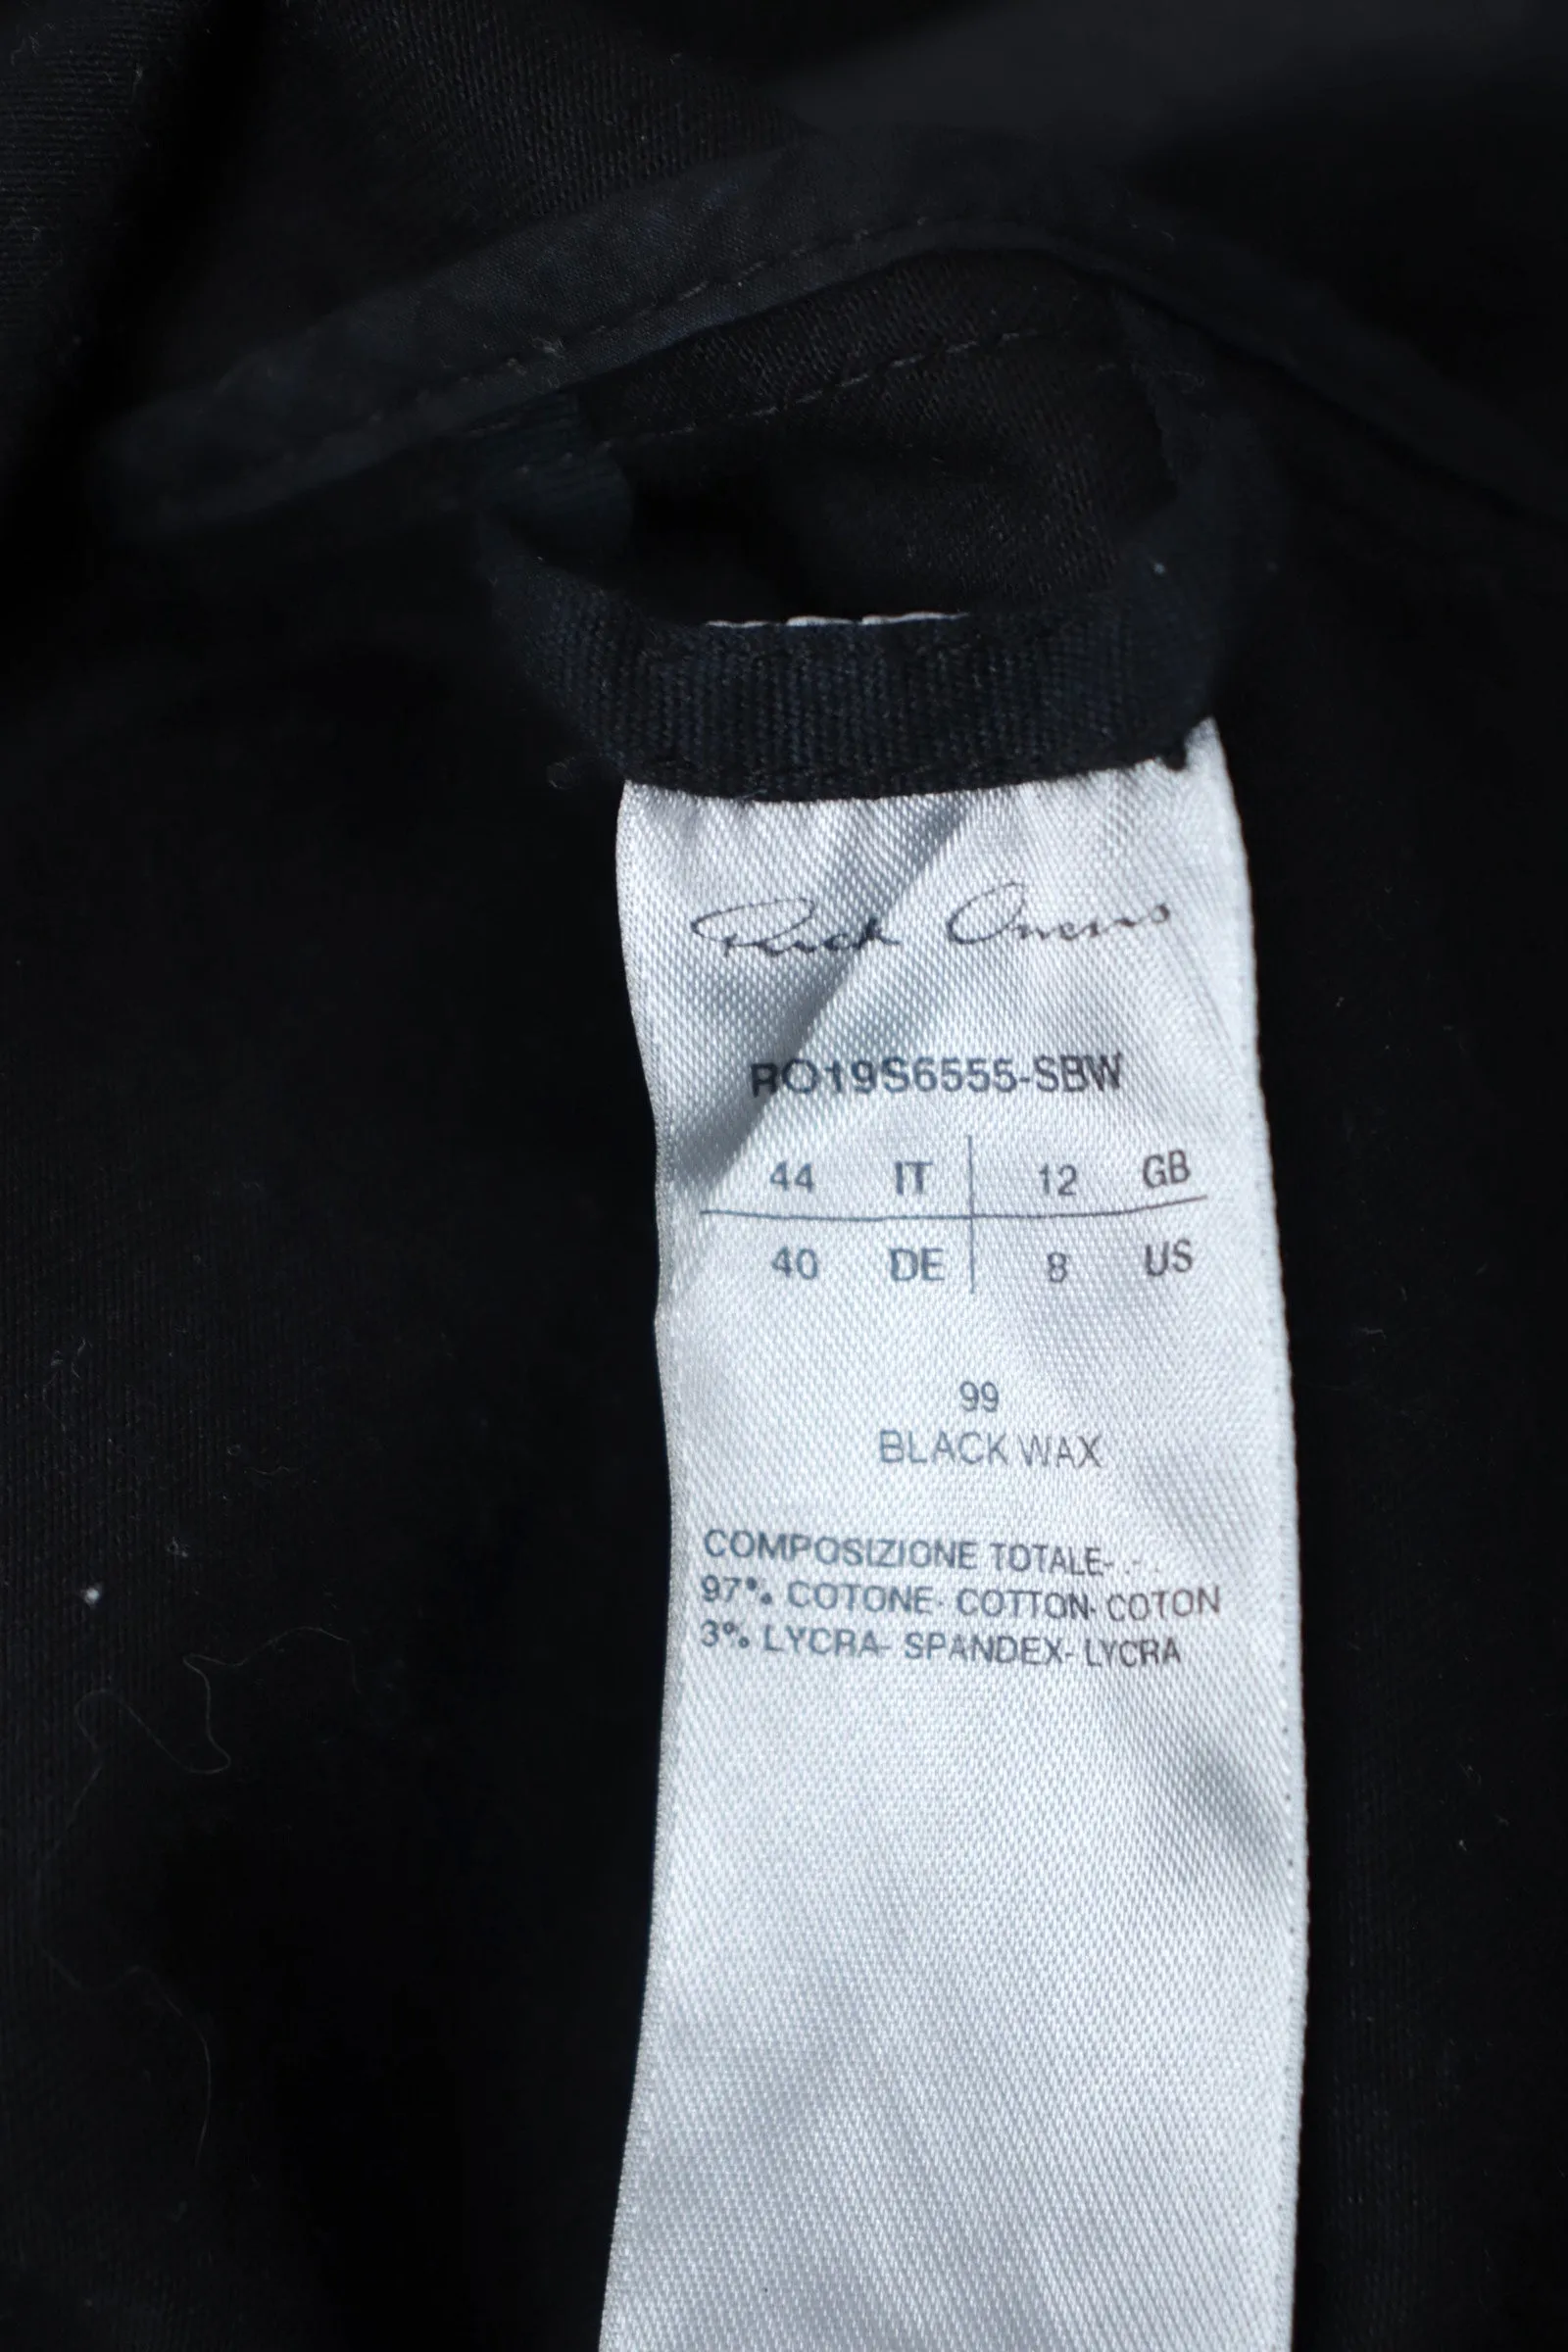 Rick Owens
RO19S6555-SBW
44 IT 12 GB
40 DE 8 US
99
BLACK WAX
COMPOSIZIONE TOTALE-
97% COTONE- COTTON- COTON
3% LYCRA- SPANDEX- LYCRA